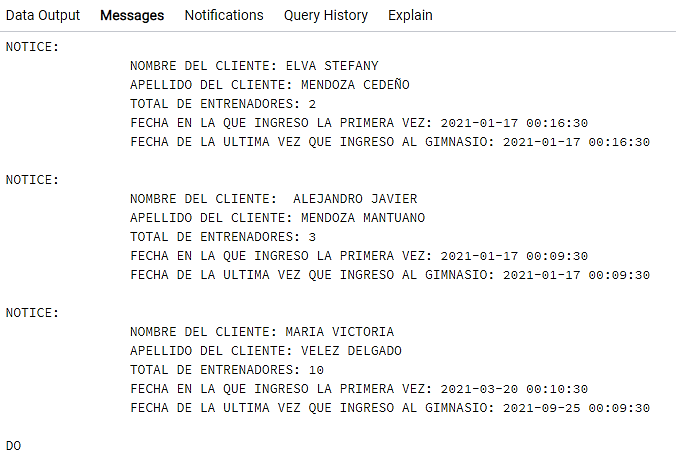 Data Output Messages Notifications Query History Explain
NOTICE:
NOMBRE DEL CLIENTE: ELVA STEFANY
APELLIDO DEL CLIENTE: MENDOZA CEDEÑO
TOTAL DE ENTRENADORES: 2
FECHA EN LA QUE INGRESO LA PRIMERA VEZ: 2021-01-17 00:16:30
FECHA DE LA ULTIMA VEZ QUE INGRESO AL GIMNASIO: 2021-01-17 00:16:30
NOTICE:
NOMBRE DEL CLIENTE:  ALEJANDRO JAVIER
APELLIDO DEL CLIENTE: MENDOZA MANTUANO
TOTAL DE ENTRENADORES: 3
FECHA EN LA QUE INGRESO LA PRIMERA VEZ: 2021-01-17 00:09:30
FECHA DE LA ULTIMA VEZ QUE INGRESO AL GIMNASIO: 2021-01-17 00:09:30
NOTICE:
NOMBRE DEL CLIENTE: MARIA VICTORIA
APELLIDO DEL CLIENTE: VELEZ DELGADO
TOTAL DE ENTRENADORES: 10
FECHA EN LA QUE INGRESO LA PRIMERA VEZ: 2021-03-20 00:10:30
FECHA DE LA ULTIMA VEZ QUE INGRESO AL GIMNASIO: 2021-09-25 00:09:30
DO